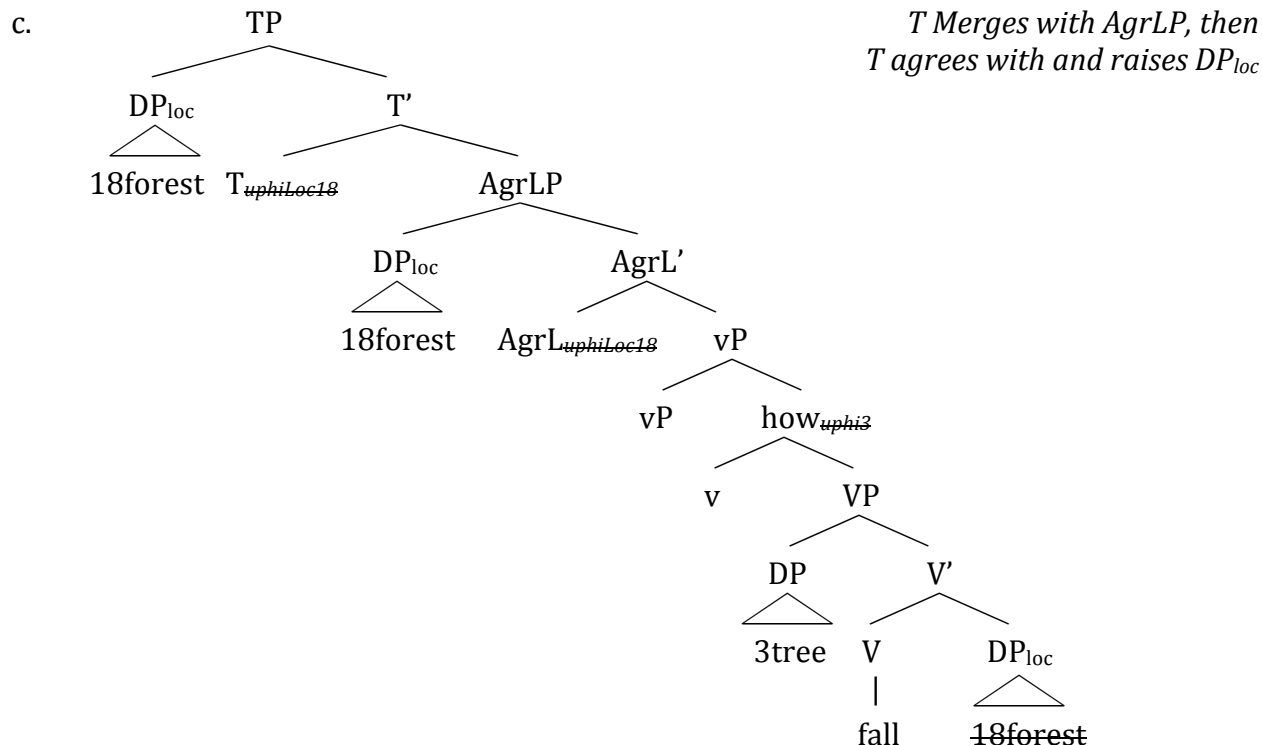 c. TP T Merges with AgrLP, then
T agrees with and raises DPloc
DPloc T’
18forest TuphiLoc18 AgrLP
DPloc AgrL’
18forest AgrLuphiLoc18 vP
vP howuphi3
v VP
DP V’
3tree V DPloc
fall 18forest